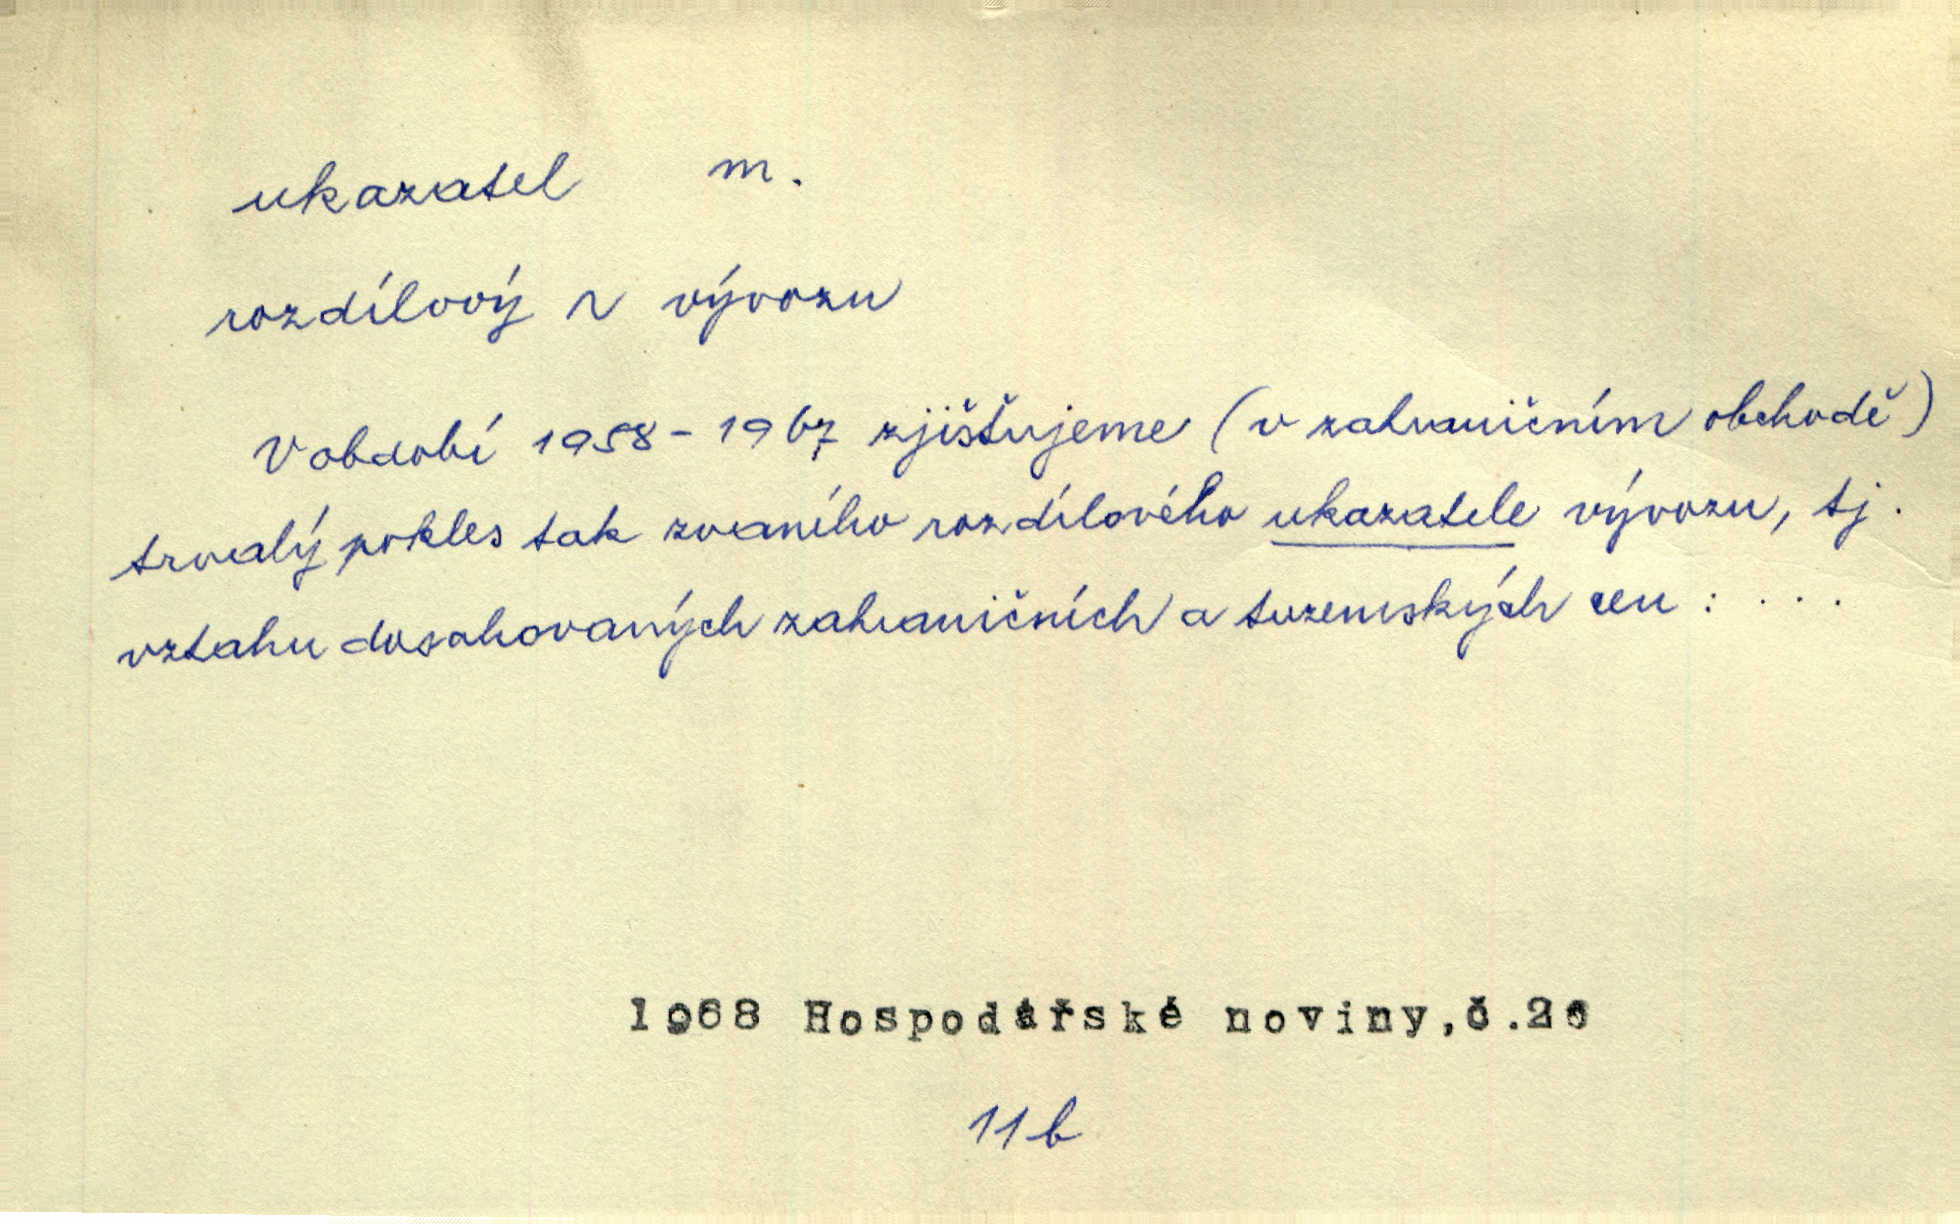 ukazatel m.
rozdílový ~ vývozu
V období 1958-1967 zjišťujeme (v zahraničním obchodě)
trvalý pokles tak zvaného rozdílového ukazatele vývozu, tj.
vztahu dosahovaných zahraničních a tuzemských cen: ...
1968 Hospodářské noviny,č.
11b